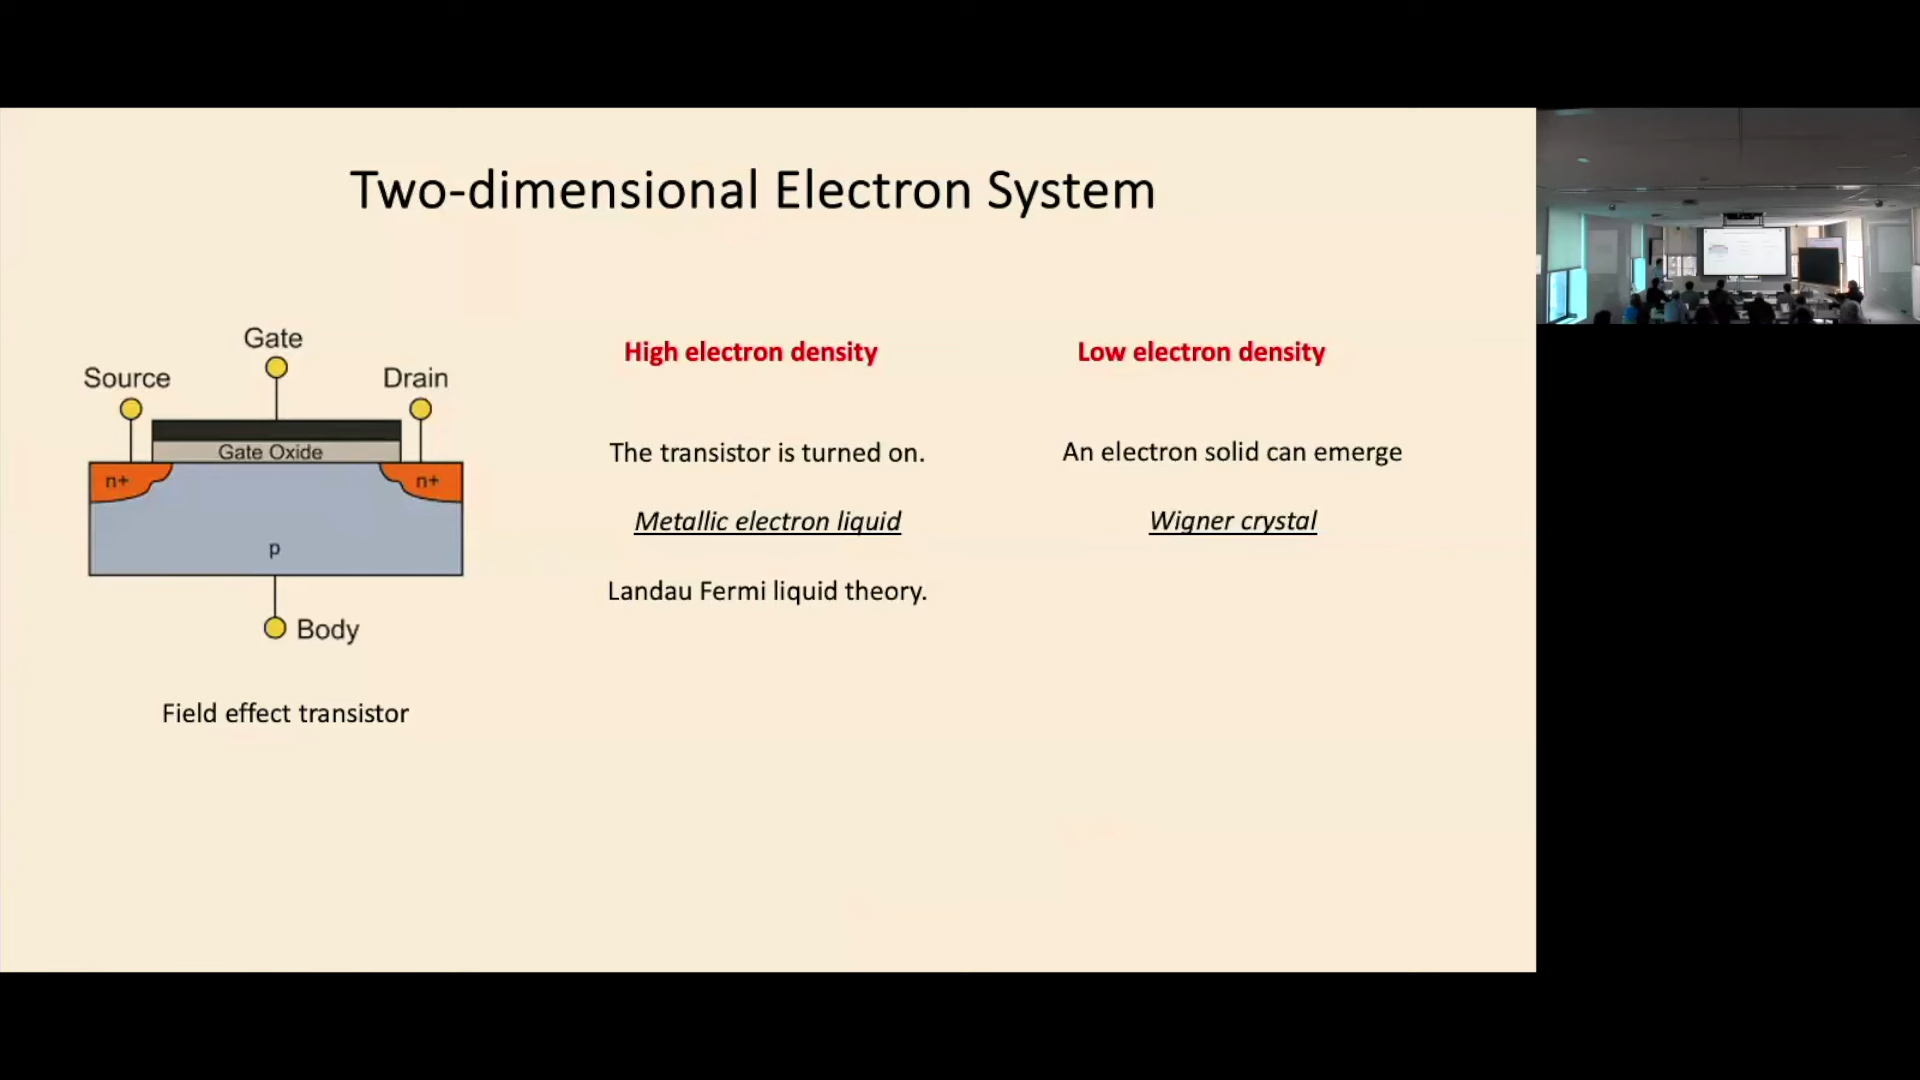 Two-dimensional Electron System
Gate
Source
Drain
Gate Oxide
n+
n+
p
Body
Field effect transistor
High electron density
The transistor is turned on.
Metallic electron liquid
Landau Fermi liquid theory.
Low electron density
An electron solid can emerge
Wigner crystal